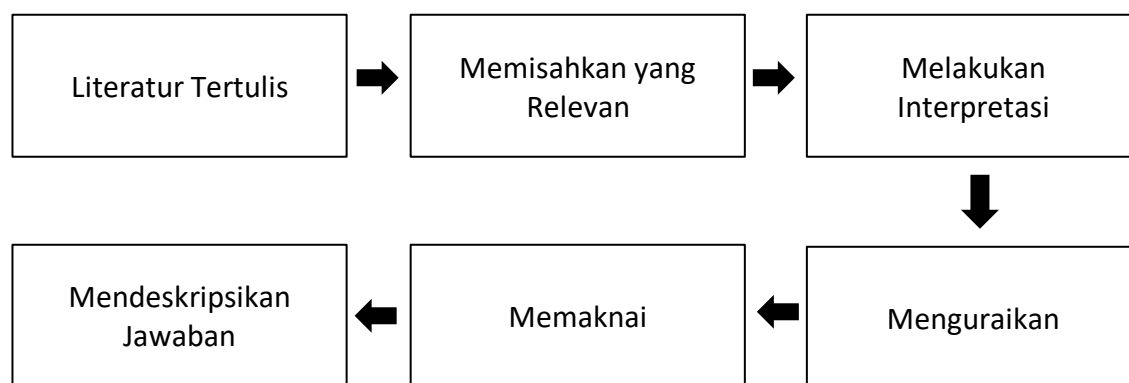 Literatur Tertulis
Memisahkan yang
Relevan
Melakukan
Interpretasi
Menguraikan
Memaknai
Mendeskripsikan
Jawaban